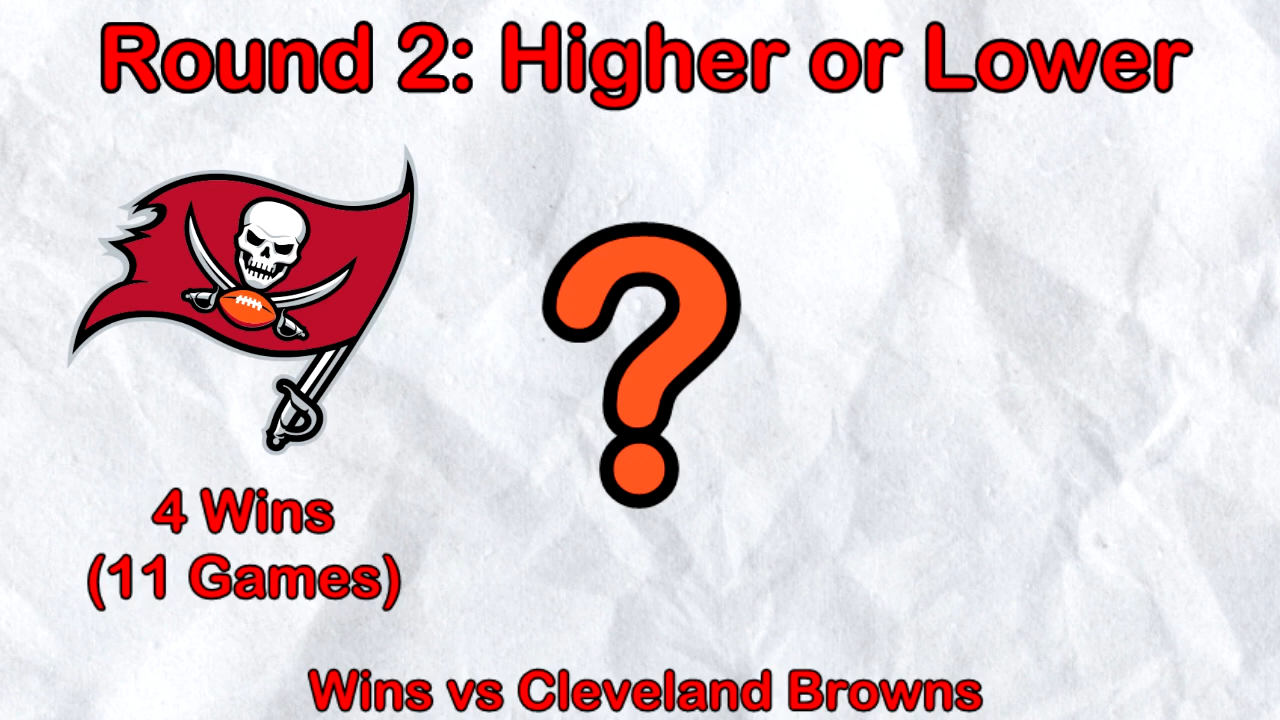 Round 2: Higher or Lower
?
4 Wins
(11 Games)
Wins vs Cleveland Browns